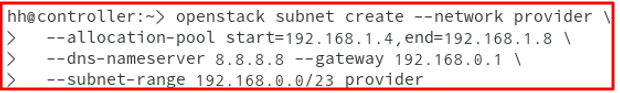 hh@controller:~> openstack subnet create --network provider \
>   --allocation-pool start=192.168.1.4,end=192.168.1.8 \
>   --dns-nameserver 8.8.8.8 --gateway 192.168.0.1 \
>   --subnet-range 192.168.0.0/23 provider